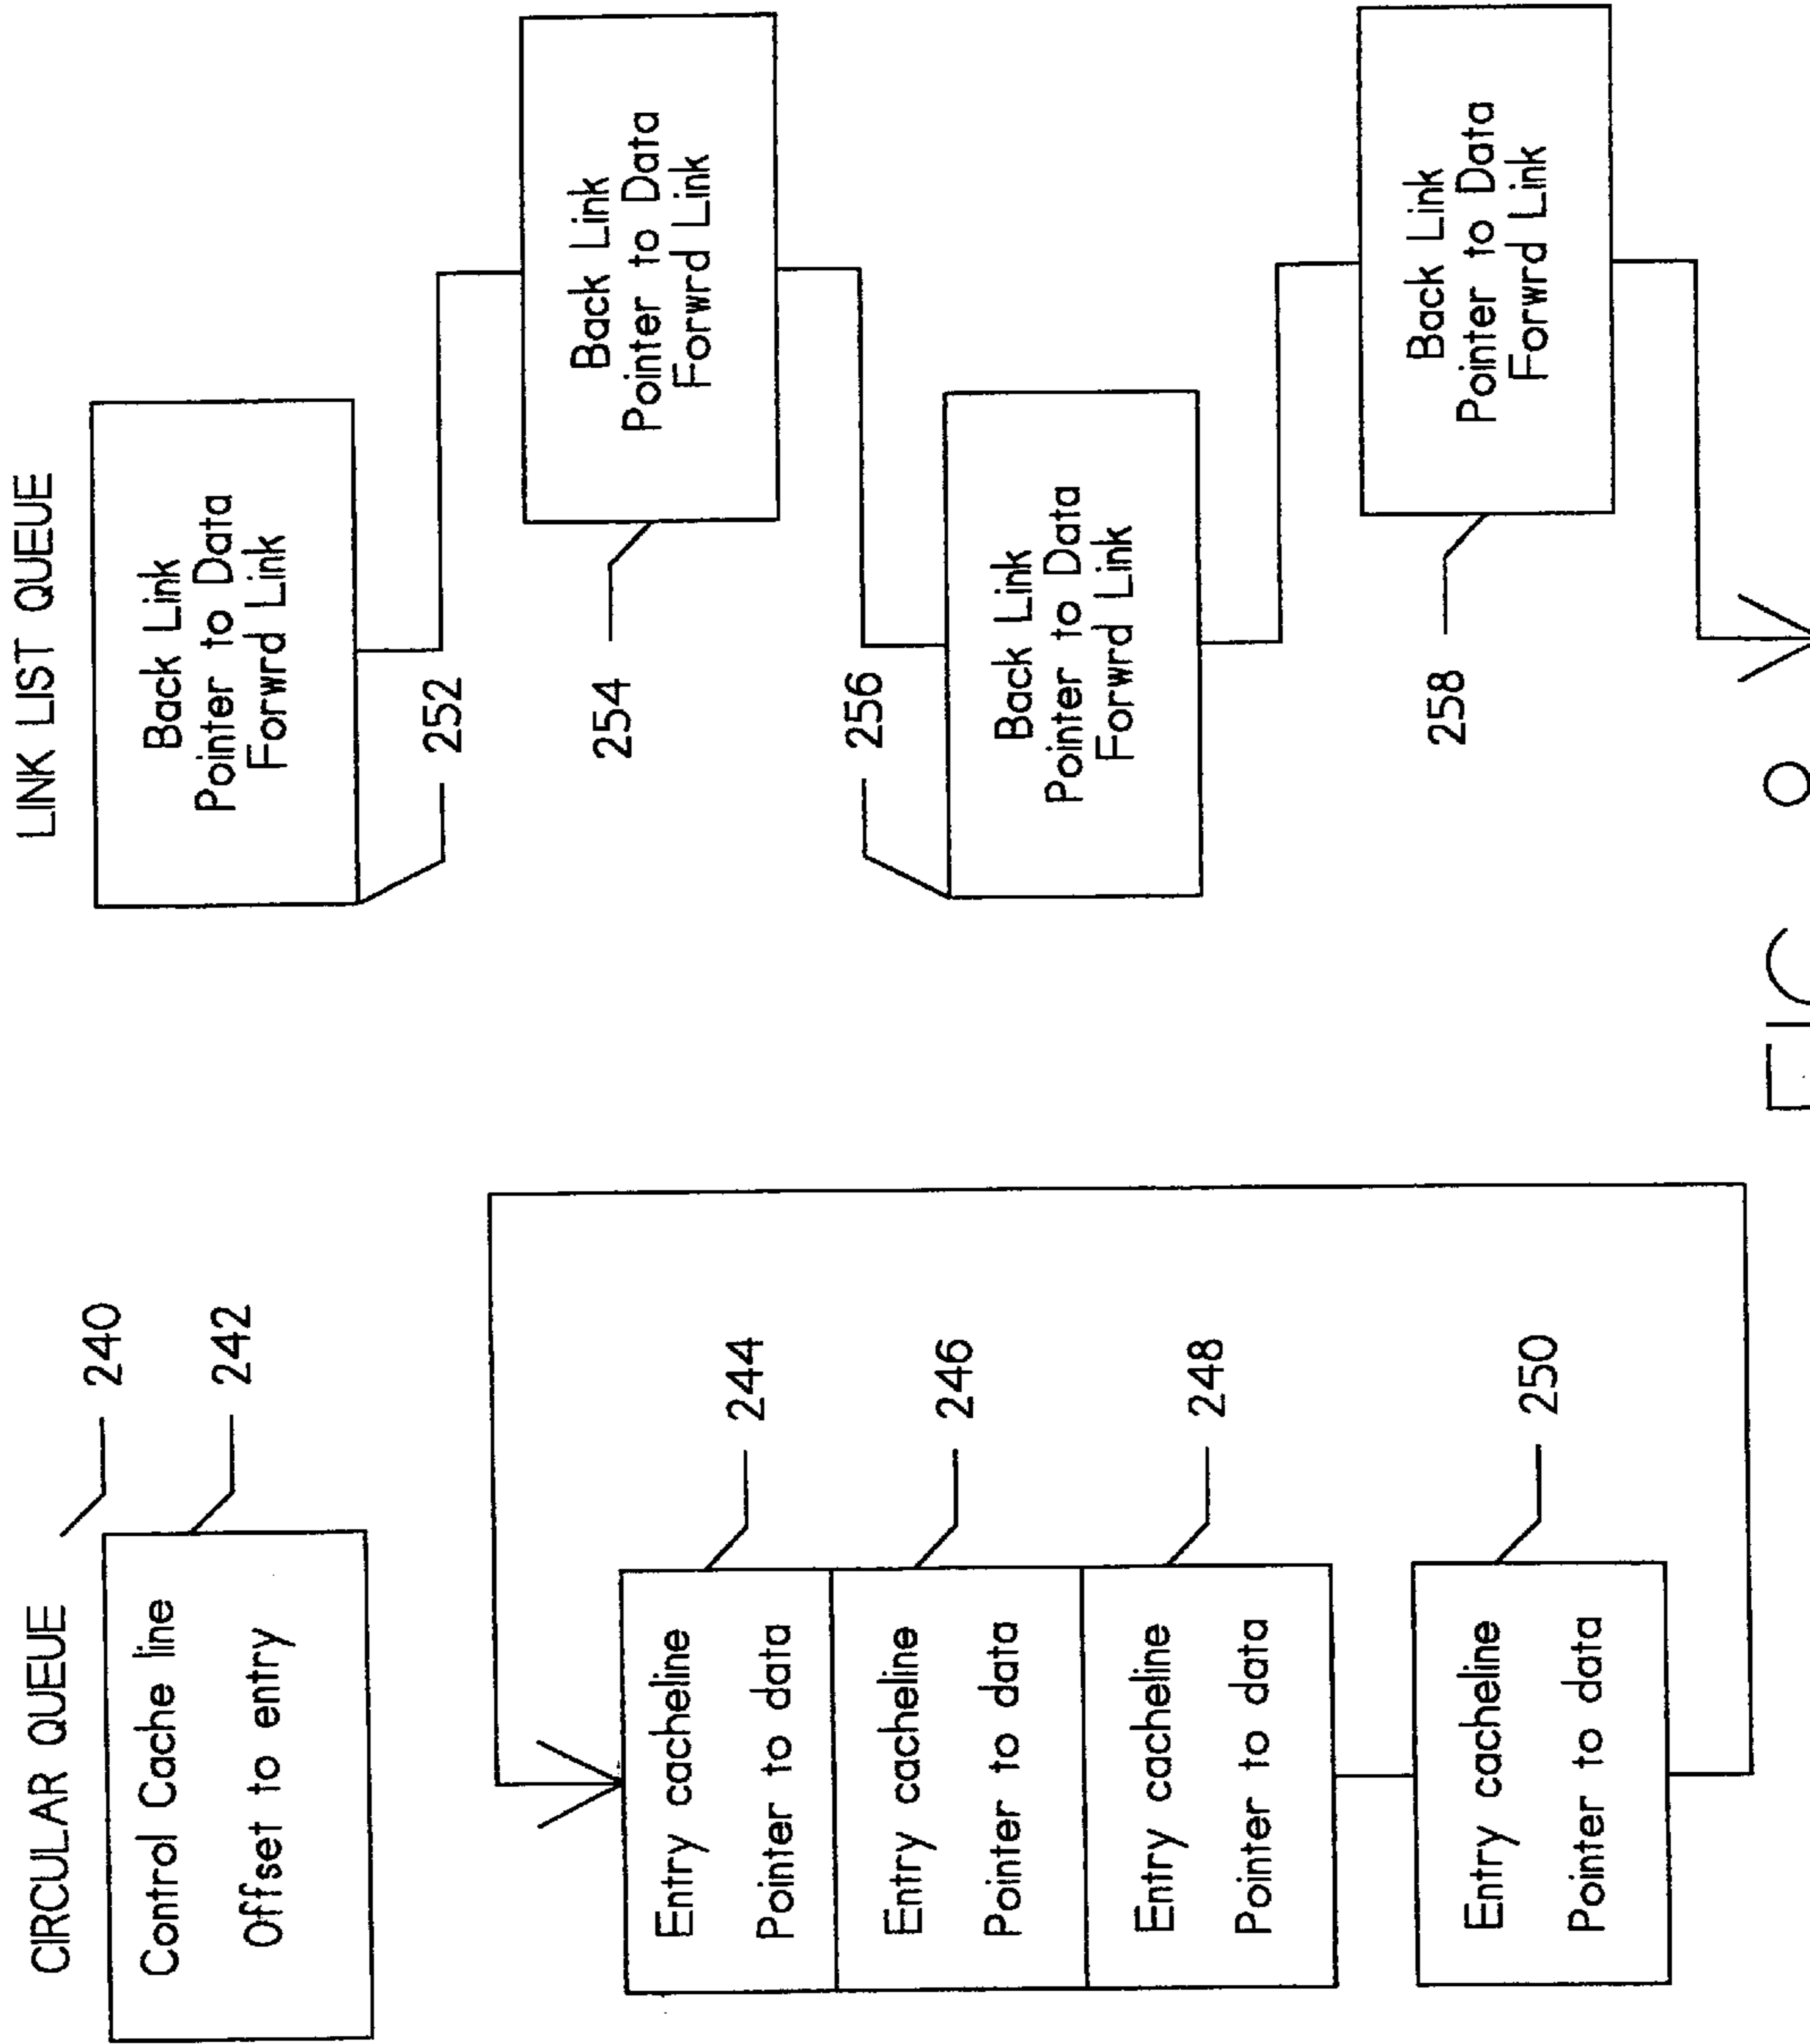 CIRCULAR QUEUE
240
Control Cache line
Offset to entry
242
Entry cacheline
Pointer to data
244
Entry cacheline
Pointer to data
246
Entry cacheline
Pointer to data
248
Entry cacheline
Pointer to data
250
LINK LIST QUEUE
Back Link
Pointer to Data
Forwrd Link
252
Back Link
Pointer to Data
Forwrd Link
254
Back Link
Pointer to Data
Forwrd Link
256
Back Link
Pointer to Data
Forwrd Link
258